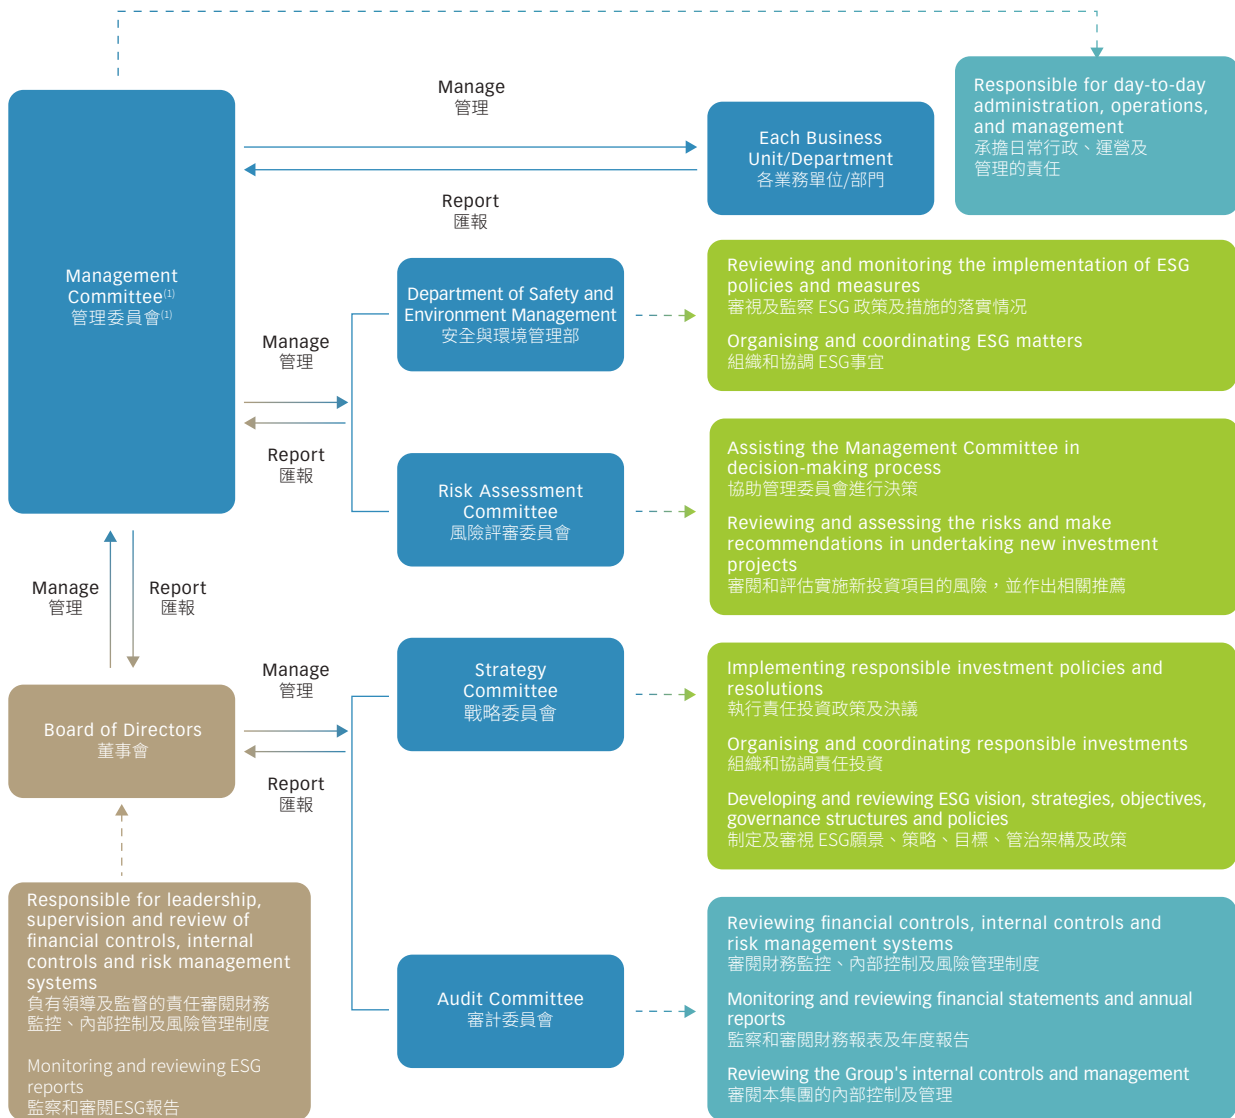 Manage
管理
Each Business
Unit/Department
各業務單位/部門
Responsible for day-to-day
administration, operations,
and management
承擔日常行政、運營及
管理的責任
Report
匯報
Management
Committee(1)
管理委員會(1)
Manage
管理
Report
匯報
Department of Safety and
Environment Management
安全與環境管理部
Reviewing and monitoring the implementation of ESG
policies and measures
審視及監察 ESG 政策及措施的落實情況
Organising and coordinating ESG matters
組織和協調 ESG事宜
Risk Assessment
Committee
風險評審委員會
Assisting the Management Committee in
decision-making process
協助管理委員會進行決策
Reviewing and assessing the risks and make
recommendations in undertaking new investment
projects
審閱和評估實施新投資項目的風險，並作出相關推薦
Manage
管理
Report
匯報
Board of Directors
董事會
Manage
管理
Report
匯報
Strategy
Committee
戰略委員會
Implementing responsible investment policies and
resolutions
執行責任投資政策及決議
Organising and coordinating responsible investments
組織和協調責任投資
Developing and reviewing ESG vision, strategies, objectives,
governance structures and policies
制定及審視 ESG願景、策略、目標、管治架構及政策
Responsible for leadership,
supervision and review of
financial controls, internal
controls and risk management
systems
負有領導及監督的責任審閱財務
監控、內部控制及風險管理制度
Monitoring and reviewing ESG
reports
監察和審閱ESG報告
Audit Committee
審計委員會
Reviewing financial controls, internal controls and
risk management systems
審閱財務監控、內部控制及風險管理制度
Monitoring and reviewing financial statements and annual
reports
監察和審閱財務報表及年度報告
Reviewing the Group's internal controls and management
審閱本集團的內部控制及管理